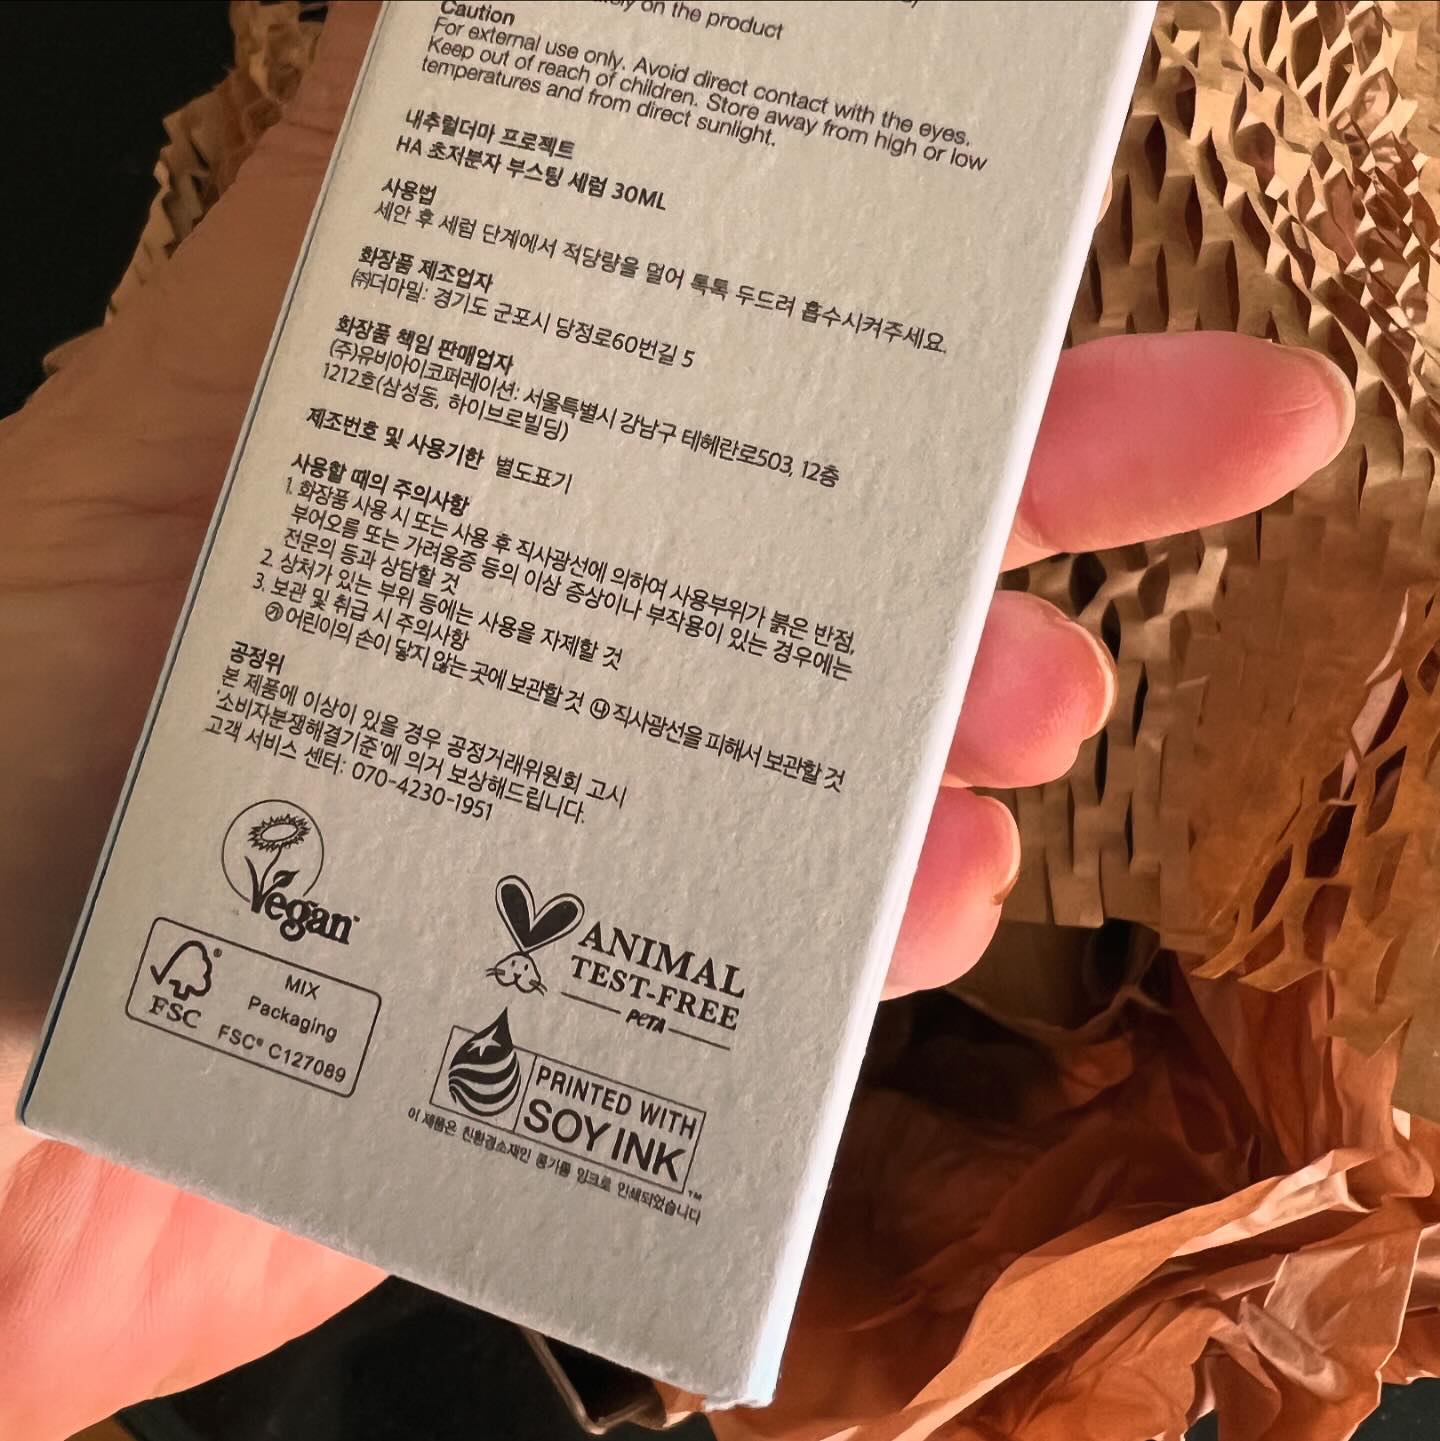 ely on the product
Caution
For external use only. Avoid direct contact with the eyes.
Keep out of reach of children. Store away from high or low
temperatures and from direct sunlight.
내추럴더마 프로젝트
HA 초저분자 부스팅 세럼 30ML
사용법
세안 후 세럼 단계에서 적당량을 덜어 톡톡 두드려 흡수시켜주세요.
화장품 제조업자
㈜더마밀: 경기도 군포시 당정로60번길 5
화장품 책임 판매업자
(주)유비아이코퍼레이션: 서울특별시 강남구 테헤란로503, 12층
1212호(삼성동, 하이브로빌딩)
제조번호 및 사용기한 별도표기
사용할 때의 주의사항
1. 화장품 사용 시 또는 사용 후 직사광선에 의하여 사용부위가 붉은 반점,
부어오름 또는 가려움증 등의 이상 증상이나 부작용이 있는 경우에는
전문의 등과 상담할 것
2. 상처가 있는 부위 등에는 사용을 자제할 것
3. 보관 및 취급 시 주의사항
㉮ 어린이의 손이 닿지 않는 곳에 보관할 것 ㉯ 직사광선을 피해서 보관할 것
공정위
본 제품에 이상이 있을 경우 공정거래위원회 고시
'소비자분쟁해결기준'에 의거 보상해드립니다.
고객 서비스 센터: 070-4230-1951
Vegan™
ANIMAL
TEST-FREE
PETA
FSC®
MIX
Packaging
FSC® C127089
PRINTED WITH
SOY INK™
이 제품은 친환경소재인 콩기름 잉크로 인쇄되었습니다